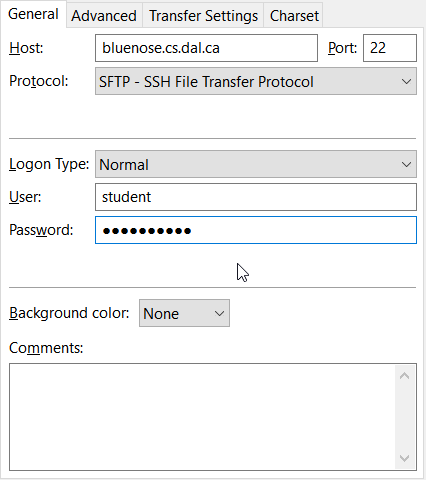 General Advanced Transfer Settings Charset
Host: bluenose.cs.dal.ca Port: 22
Protocol: SFTP - SSH File Transfer Protocol
Logon Type: Normal
User: student
Password: ●●●●●●●●●●
Background color: None
Comments: